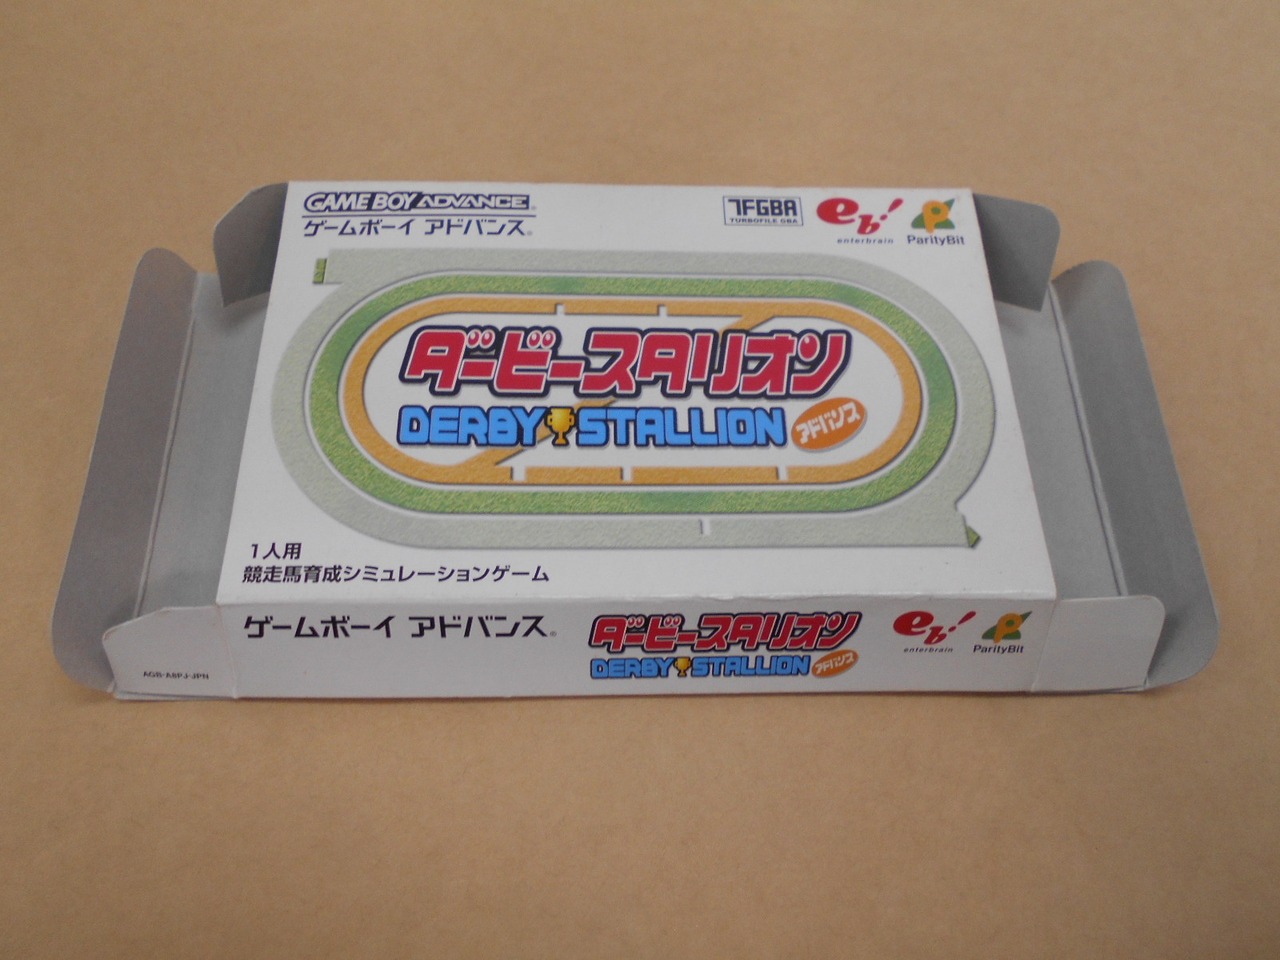 GAME BOY ADVANCE
ゲームボーイ アドバンス®
TFGBA
TURBOFILE GBA
eb!
enterbrain
P
ParityBit
ダービースタリオン
DERBY STALLION
アドバンス
1人用
競走馬育成シミュレーションゲーム
ゲームボーイ アドバンス®
ダービースタリオン
DERBY STALLION
アドバンス
eb!
enterbrain
P
ParityBit
AGB-A8PJ-JPN